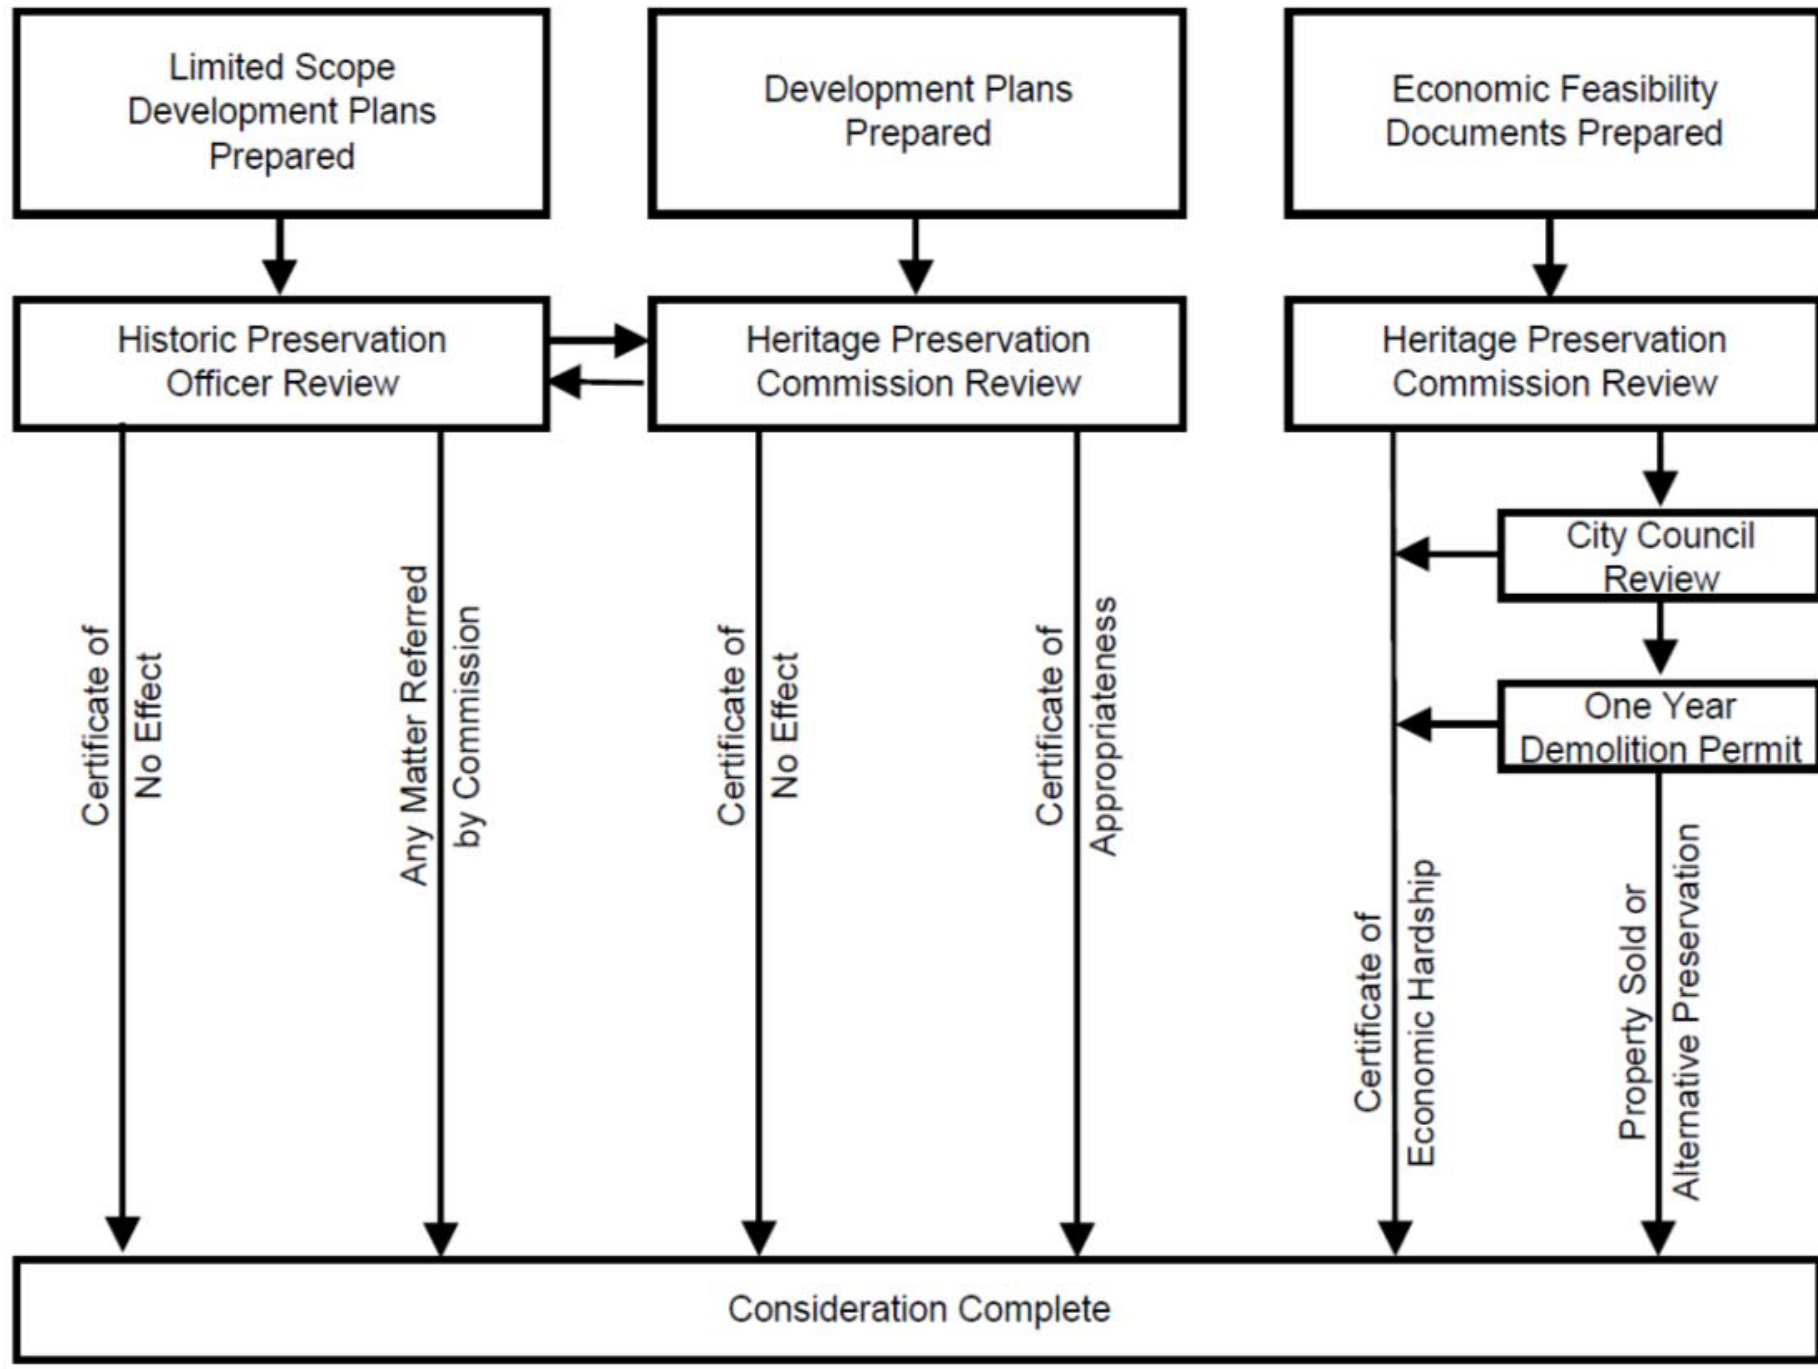 Limited Scope
Development Plans
Prepared
Development Plans
Prepared
Economic Feasibility
Documents Prepared
Historic Preservation
Officer Review
Heritage Preservation
Commission Review
Heritage Preservation
Commission Review
City Council
Review
One Year
Demolition Permit
Certificate of
No Effect
Any Matter Referred
by Commission
Certificate of
No Effect
Certificate of
Appropriateness
Certificate of
Economic Hardship
Property Sold or
Alternative Preservation
Consideration Complete